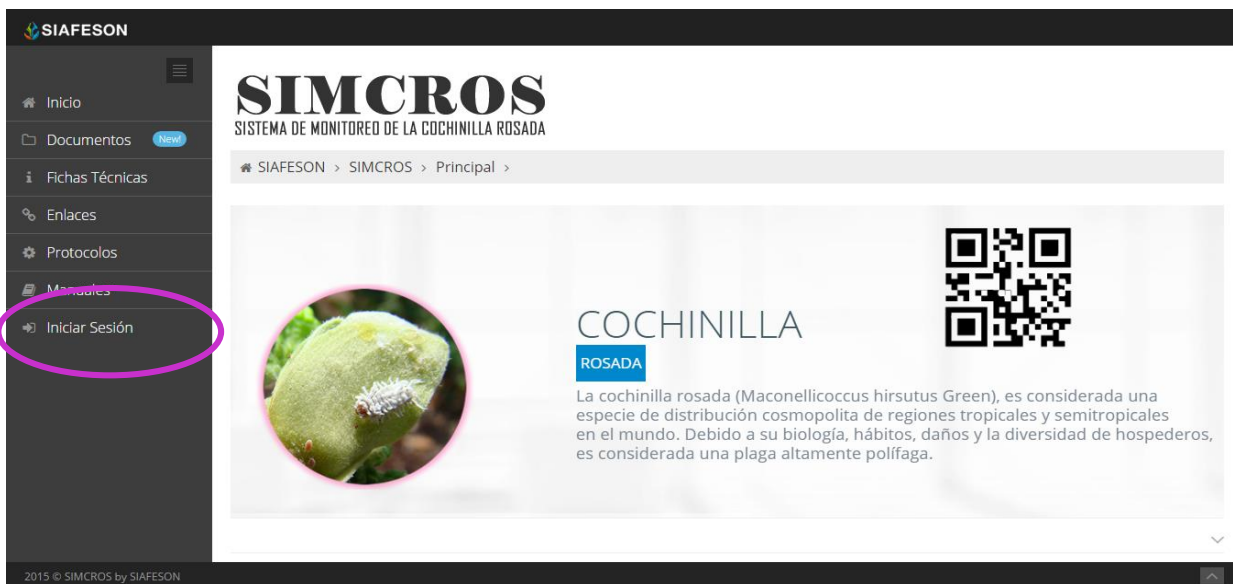 SIAFESON
Inicio
Documentos New!
Fichas Técnicas
Enlaces
Protocolos
Manuales
Iniciar Sesión
SIMCROS
SISTEMA DE MONITOREO DE LA COCHINILLA ROSADA
SIAFESON > SIMCROS > Principal >
COCHINILLA
ROSADA
La cochinilla rosada (Maconellicoccus hirsutus Green), es considerada una
especie de distribución cosmopolita de regiones tropicales y semitropicales
en el mundo. Debido a su biología, hábitos, daños y la diversidad de hospederos,
es considerada una plaga altamente polífaga.
2015 © SIMCROS by SIAFESON